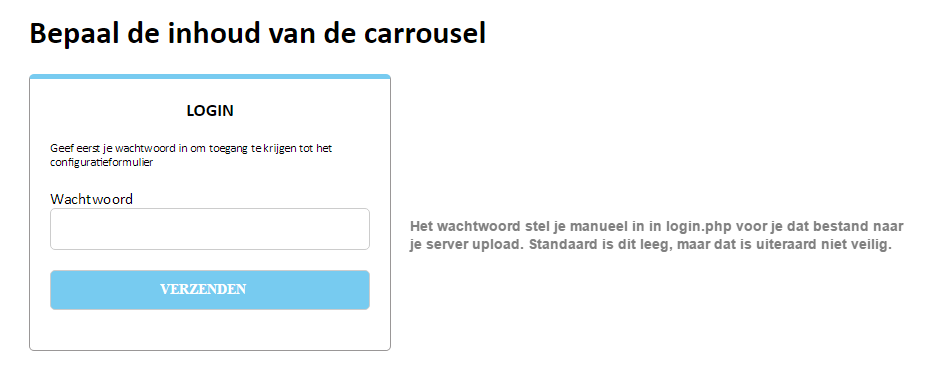 Bepaal de inhoud van de carrousel
LOGIN
Geef eerst je wachtwoord in om toegang te krijgen tot het
configuratieformulier
Wachtwoord
Het wachtwoord stel je manueel in in login.php voor je dat bestand naar
je server upload. Standaard is dit leeg, maar dat is uiteraard niet veilig.
VERZENDEN